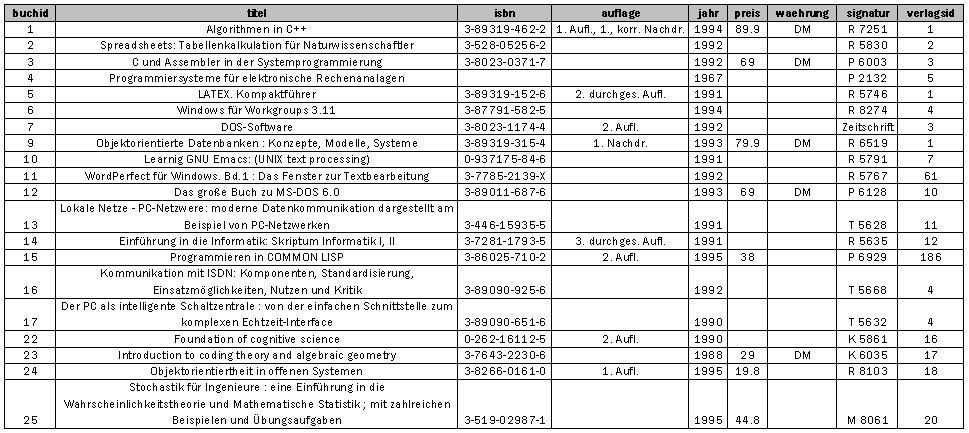 buchid titel isbn auflage jahr preis waehrung signatur verlagsid
1 Algorithmen in C++ 3-89319-462-2 1. Aufl., 1., korr. Nachdr. 1994 89.9 DM R 7251 1
2 Spreadsheets: Tabellenkalkulation für Naturwissenschaftler 3-528-05256-2 1992 R 5830 2
3 C und Assembler in der Systemprogrammierung 3-8023-0371-7 1992 69 DM P 6003 3
4 Programmiersysteme für elektronische Rechenanalagen 1967 P 2132 5
5 LATEX. Kompaktführer 3-89319-152-6 2. durchges. Aufl. 1991 R 5746 1
6 Windows für Workgroups 3.11 3-87791-582-5 1994 R 8274 4
7 DOS-Software 3-8023-1174-4 2. Aufl. 1992 Zeitschrift 3
9 Objektorientierte Datenbanken : Konzepte, Modelle, Systeme 3-89319-315-4 1. Nachdr. 1993 79.9 DM R 6519 1
10 Learnig GNU Emacs: (UNIX text processing) 0-937175-84-6 1991 R 5791 7
11 WordPerfect für Windows. Bd.1 : Das Fenster zur Textbearbeitung 3-7785-2139-X 1992 R 5767 61
12 Das große Buch zu MS-DOS 6.0 3-89011-687-6 1993 69 DM P 6128 10
Lokale Netze - PC-Netzwere: moderne Datenkommunikation dargestellt am
13 Beispiel von PC-Netzwerken 3-446-15935-5 1991 T 5628 11
14 Einführung in die Informatik: Skriptum Informatik I, II 3-7281-1793-5 3. durchges. Aufl. 1991 R 5635 12
15 Programmieren in COMMON LISP 3-86025-710-2 2. Aufl. 1995 38 P 6929 186
Kommunikation mit ISDN: Komponenten, Standardisierung,
16 Einsatzmöglichkeiten, Nutzen und Kritik 3-89090-925-6 1992 T 5668 4
Der PC als intelligente Schaltzentrale : von der einfachen Schnittstelle zum
17 komplexen Echtzeit-Interface 3-89090-651-6 1990 T 5632 4
22 Foundation of cognitive science 0-262-16112-5 2. Aufl. 1990 K 5861 16
23 Introduction to coding theory and algebraic geometry 3-7643-2230-6 1988 29 DM K 6035 17
24 Objektorientiertheit in offenen Systemen 3-8266-0161-0 1. Aufl. 1995 19.8 R 8103 18
Stochastik für Ingenieure : eine Einführung in die
Wahrscheinlichkeitstheorie und Mathematische Statistik ; mit zahlreichen
25 Beispielen und Übungsaufgaben 3-519-02987-1 1995 44.8 M 8061 20